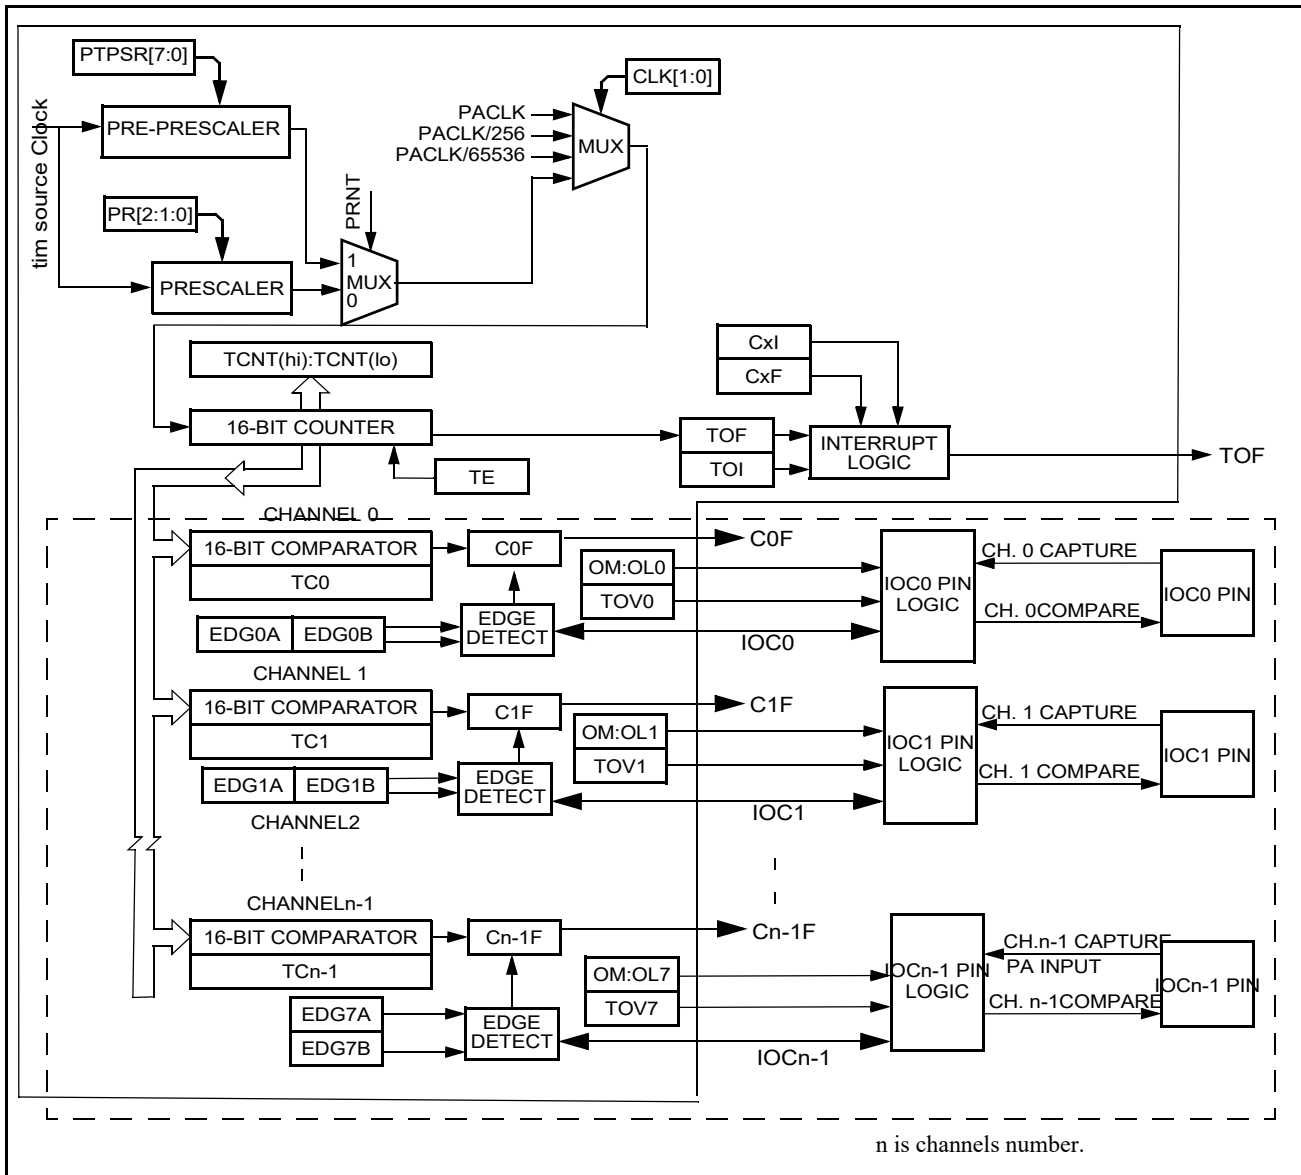 PTPSR[7:0]
CLK[1:0]
tim source Clock
PRE-PRESCALER
PACLK
PACLK/256
PACLK/65536
MUX
PR[2:1:0]
PRNT
PRESCALER
1
MUX
0
TCNT(hi):TCNT(lo)
CxI
CxF
16-BIT COUNTER
TOF
TOI
INTERRUPT
LOGIC
TOF
TE
CHANNEL 0
16-BIT COMPARATOR
TC0
C0F
C0F
OM:OL0
TOV0
IOC0 PIN
LOGIC
CH. 0 CAPTURE
CH. 0COMPARE
IOC0 PIN
EDG0A
EDG0B
EDGE
DETECT
IOC0
CHANNEL 1
16-BIT COMPARATOR
TC1
C1F
C1F
OM:OL1
TOV1
IOC1 PIN
LOGIC
CH. 1 CAPTURE
CH. 1 COMPARE
IOC1 PIN
EDG1A
EDG1B
EDGE
DETECT
IOC1
CHANNEL2
CHANNELn-1
16-BIT COMPARATOR
TCn-1
Cn-1F
Cn-1F
OM:OL7
TOV7
IOCn-1 PIN
LOGIC
CH.n-1 CAPTURE
PA INPUT
CH. n-1COMPARE
IOCn-1 PIN
EDG7A
EDG7B
EDGE
DETECT
IOCn-1
n is channels number.